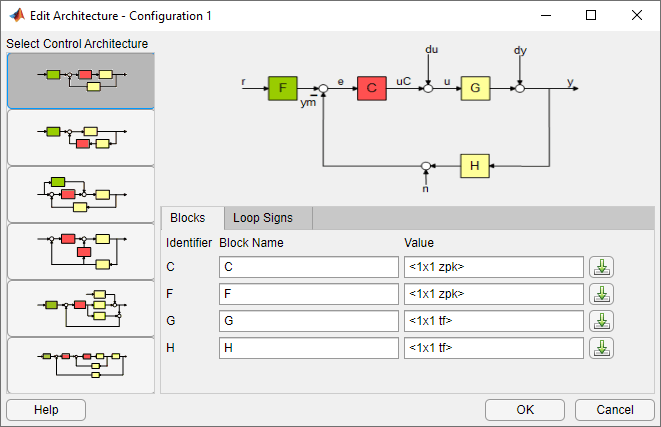 Edit Architecture - Configuration 1
Select Control Architecture
du
dy
r
F
e
C
uC
u
G
y
ym
H
n
Blocks
Loop Signs
Identifier Block Name Value
C C <1x1 zpk>
F F <1x1 zpk>
G G <1x1 tf>
H H <1x1 tf>
Help
OK
Cancel